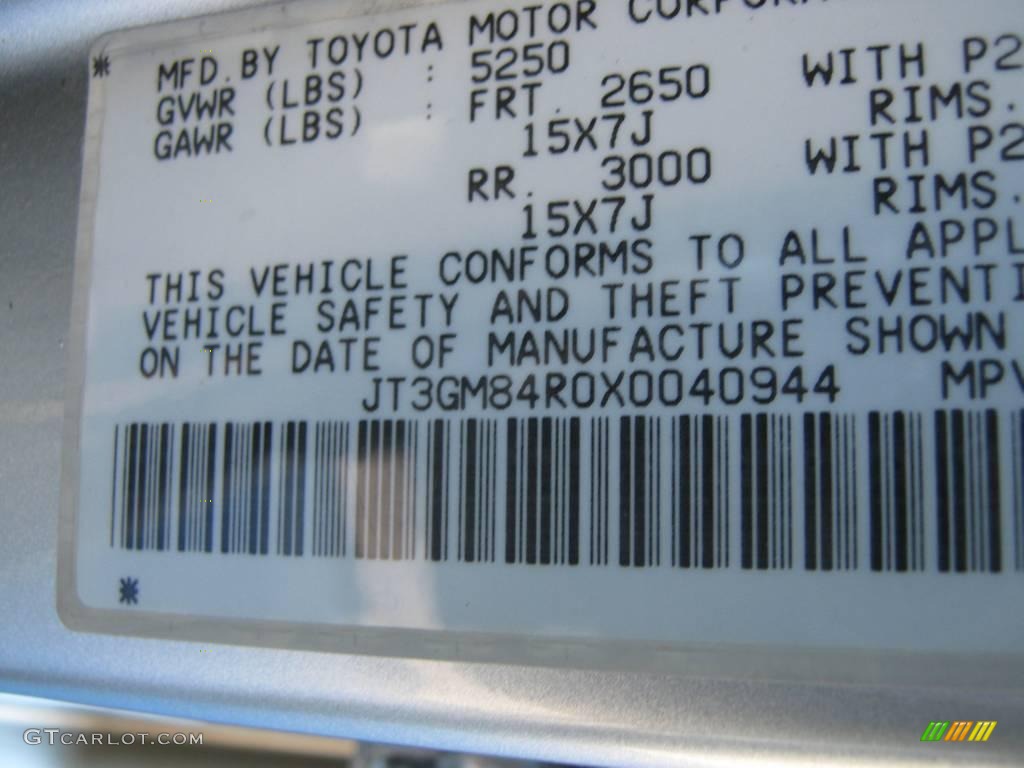 MFD. BY TOYOTA MOTOR
GVWR (LBS) : 5250
GAWR (LBS) : FRT. 2650 WITH
15X7J RIMS.
RR. 3000 WITH
15X7J RIMS.
THIS VEHICLE CONFORMS TO ALL
VEHICLE SAFETY AND THEFT
ON THE DATE OF MANUFACTURE SHOWN
JT3GM84R0X0040944 MPV
GTCARLOT.COM